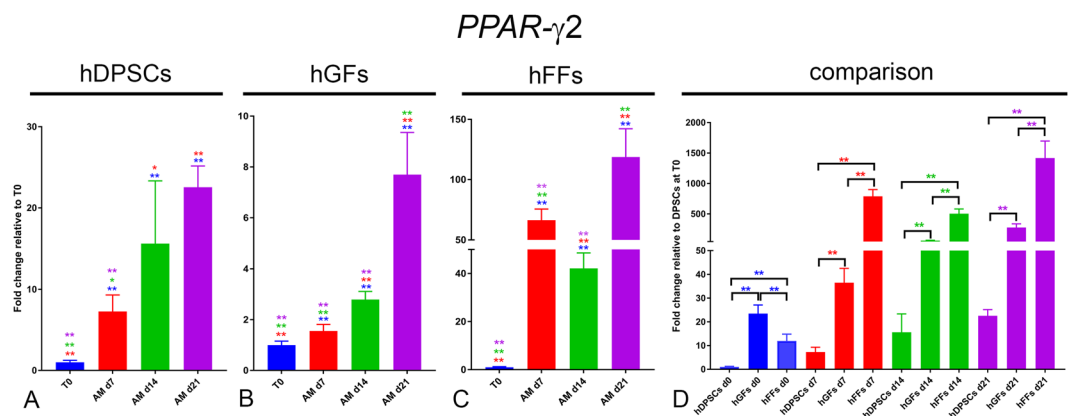 PPAR-γ2
hDPSCs
hGFs
hFFs
comparison
Fold change relative to T0
30
20
10
0
**
**
**
**
*
**
*
**
**
**
T0
AM d7
AM d14
AM d21
A
10
8
6
4
2
0
**
**
**
**
**
**
**
**
**
**
**
**
T0
AM d7
AM d14
AM d21
B
150
100
50
40
20
0
**
**
**
**
**
**
**
**
**
**
**
**
T0
AM d7
AM d14
AM d21
C
Fold change relative to DPSCs at T0
2000
1500
1000
500
50
40
30
20
10
0
**
**
**
**
**
**
**
**
**
**
**
**
hDPSCs d0
hGFs d0
hFFs d0
hDPSCs d7
hGFs d7
hFFs d7
hDPSCs d14
hGFs d14
hFFs d14
hDPSCs d21
hGFs d21
hFFs d21
D